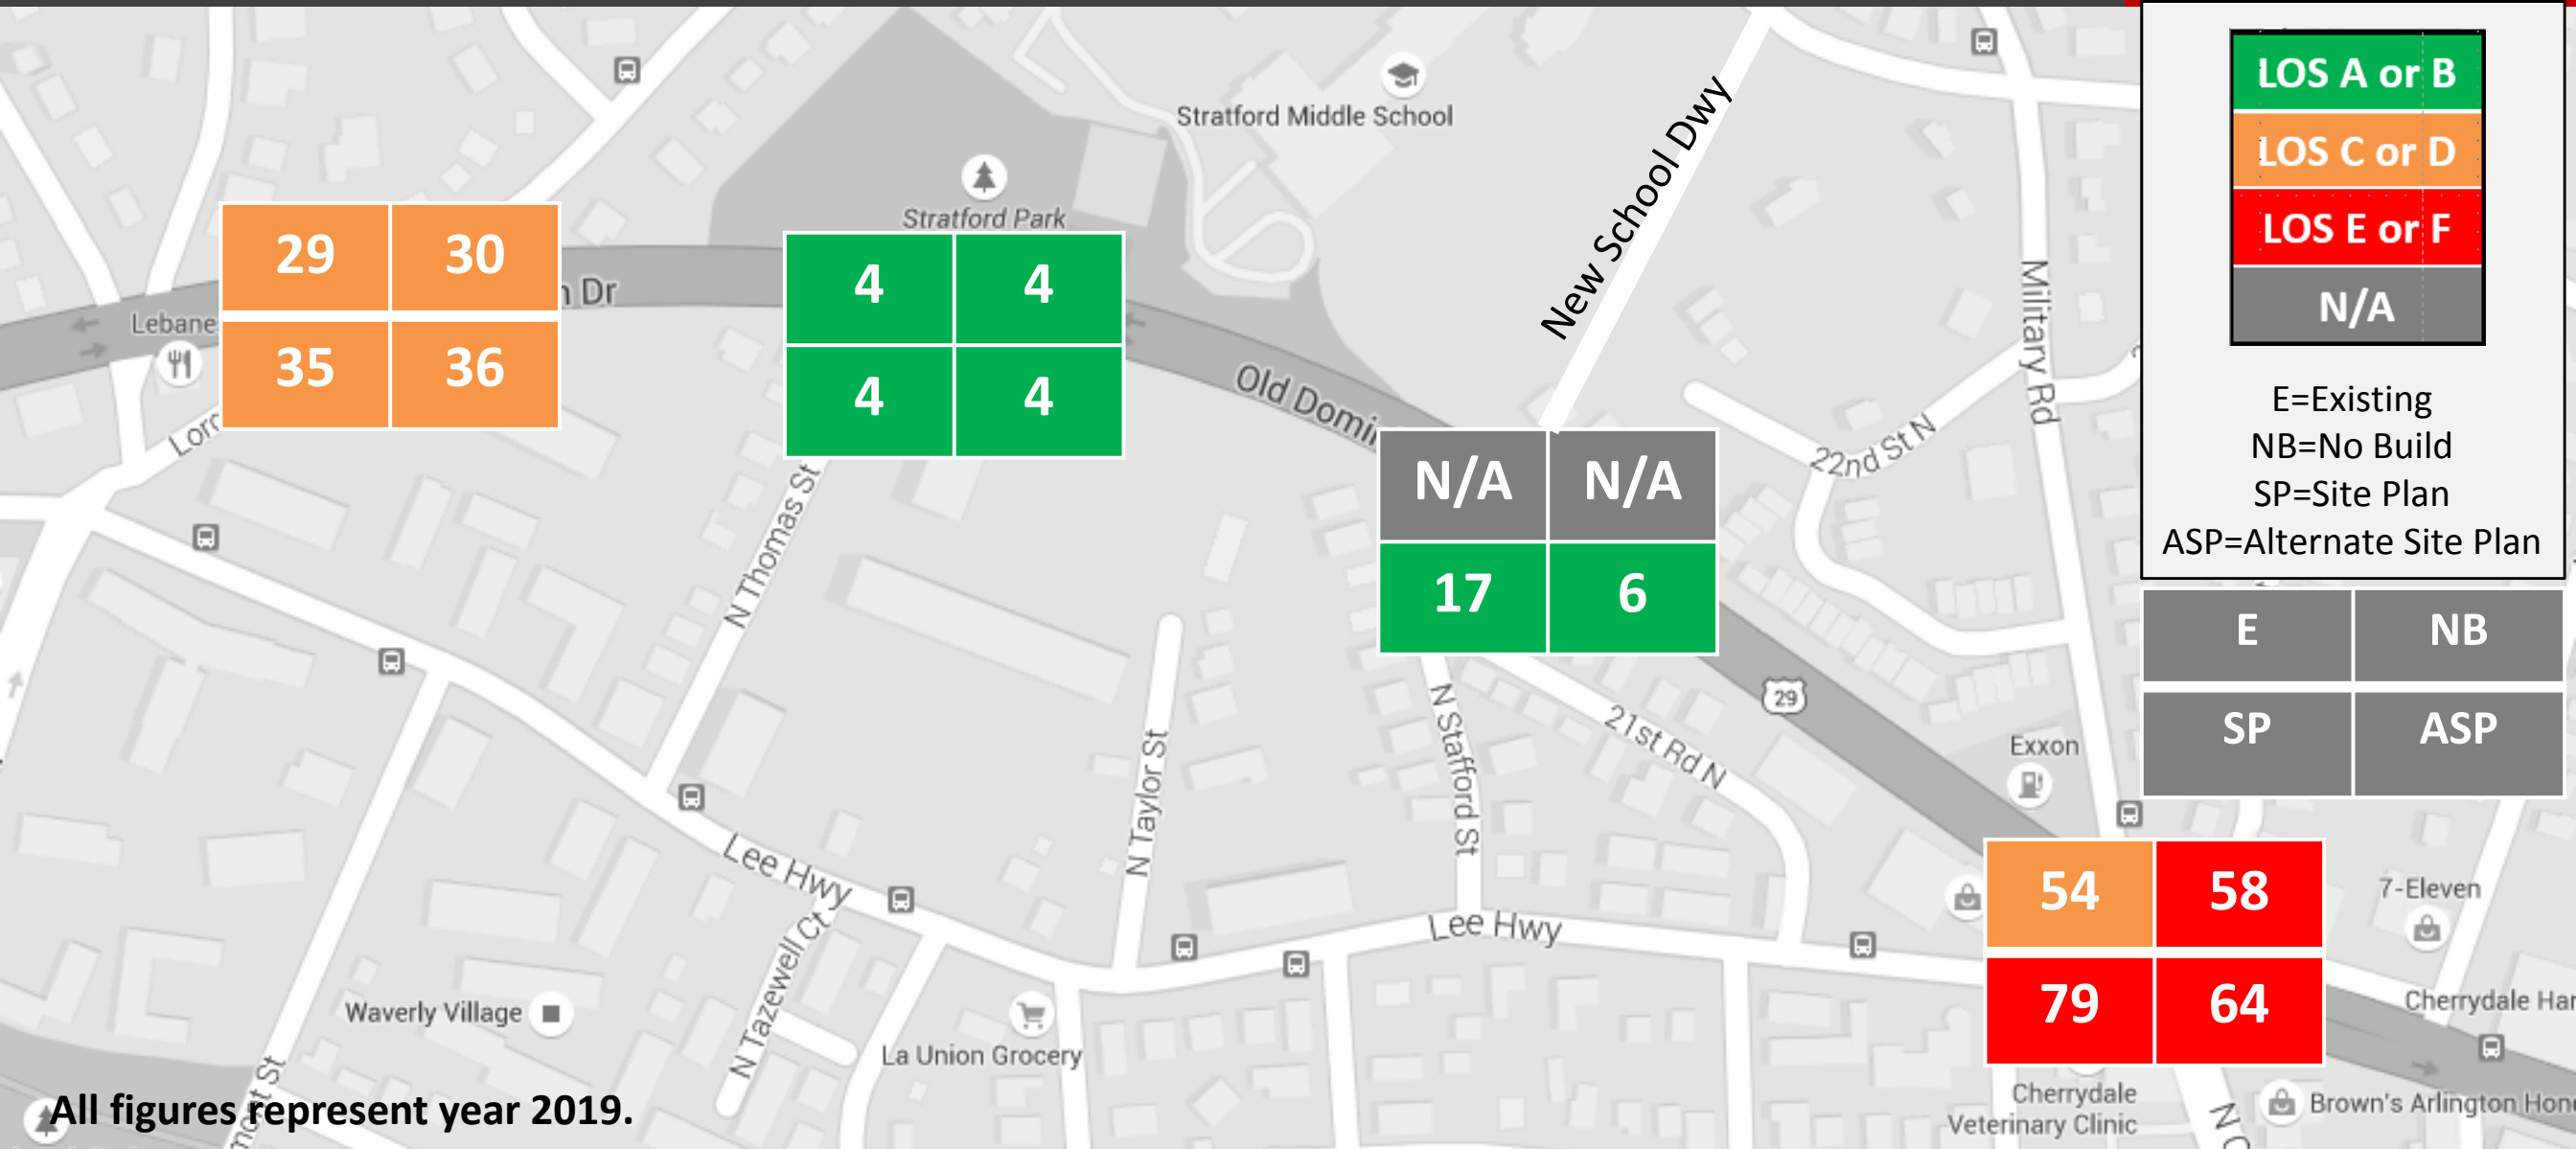 LOS A or B
LOS C or D
LOS E or F
N/A
E=Existing
NB=No Build
SP=Site Plan
ASP=Alternate Site Plan
E NB
SP ASP
Stratford Middle School
New School Dwy
Stratford Park
Military Rd
29 30
35 36
n Dr
Lebane
4 4
4 4
Old Domi
22nd St N
N/A N/A
17 6
N Thomas St
29
21st Rd N
N Stafford St
N Taylor St
Exxon
Lee Hwy
Lee Hwy
54 58
79 64
7-Eleven
N Tazewell Ct
Waverly Village
La Union Grocery
Cherrydale Har
Cherrydale
Veterinary Clinic
Brown's Arlington Hon
mont St
All figures represent year 2019.